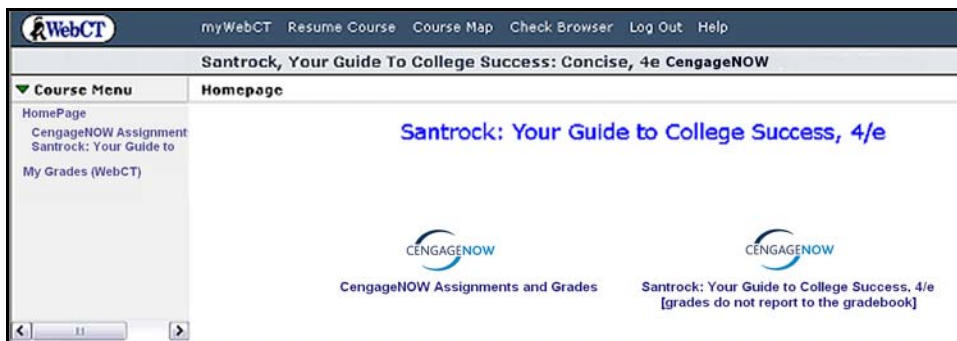 WebCT
myWebCT Resume Course Course Map Check Browser Log Out Help
Santrock, Your Guide To College Success: Concise, 4e CengageNOW
Course Menu
Homepage
HomePage
CengageNOW Assignment
Santrock: Your Guide to
My Grades (WebCT)
Santrock: Your Guide to College Success, 4/e
CENGAGENOW
CengageNOW Assignments and Grades
CENGAGENOW
Santrock: Your Guide to College Success, 4/e
[grades do not report to the gradebook]